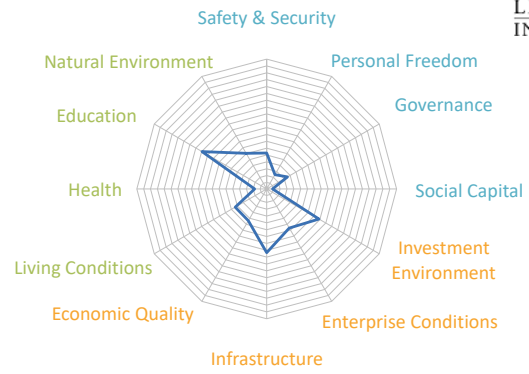 Safety & Security
Natural Environment
Personal Freedom
Education
Governance
Health
Social Capital
Investment
Environment
Living Conditions
Economic Quality
Enterprise Conditions
Infrastructure